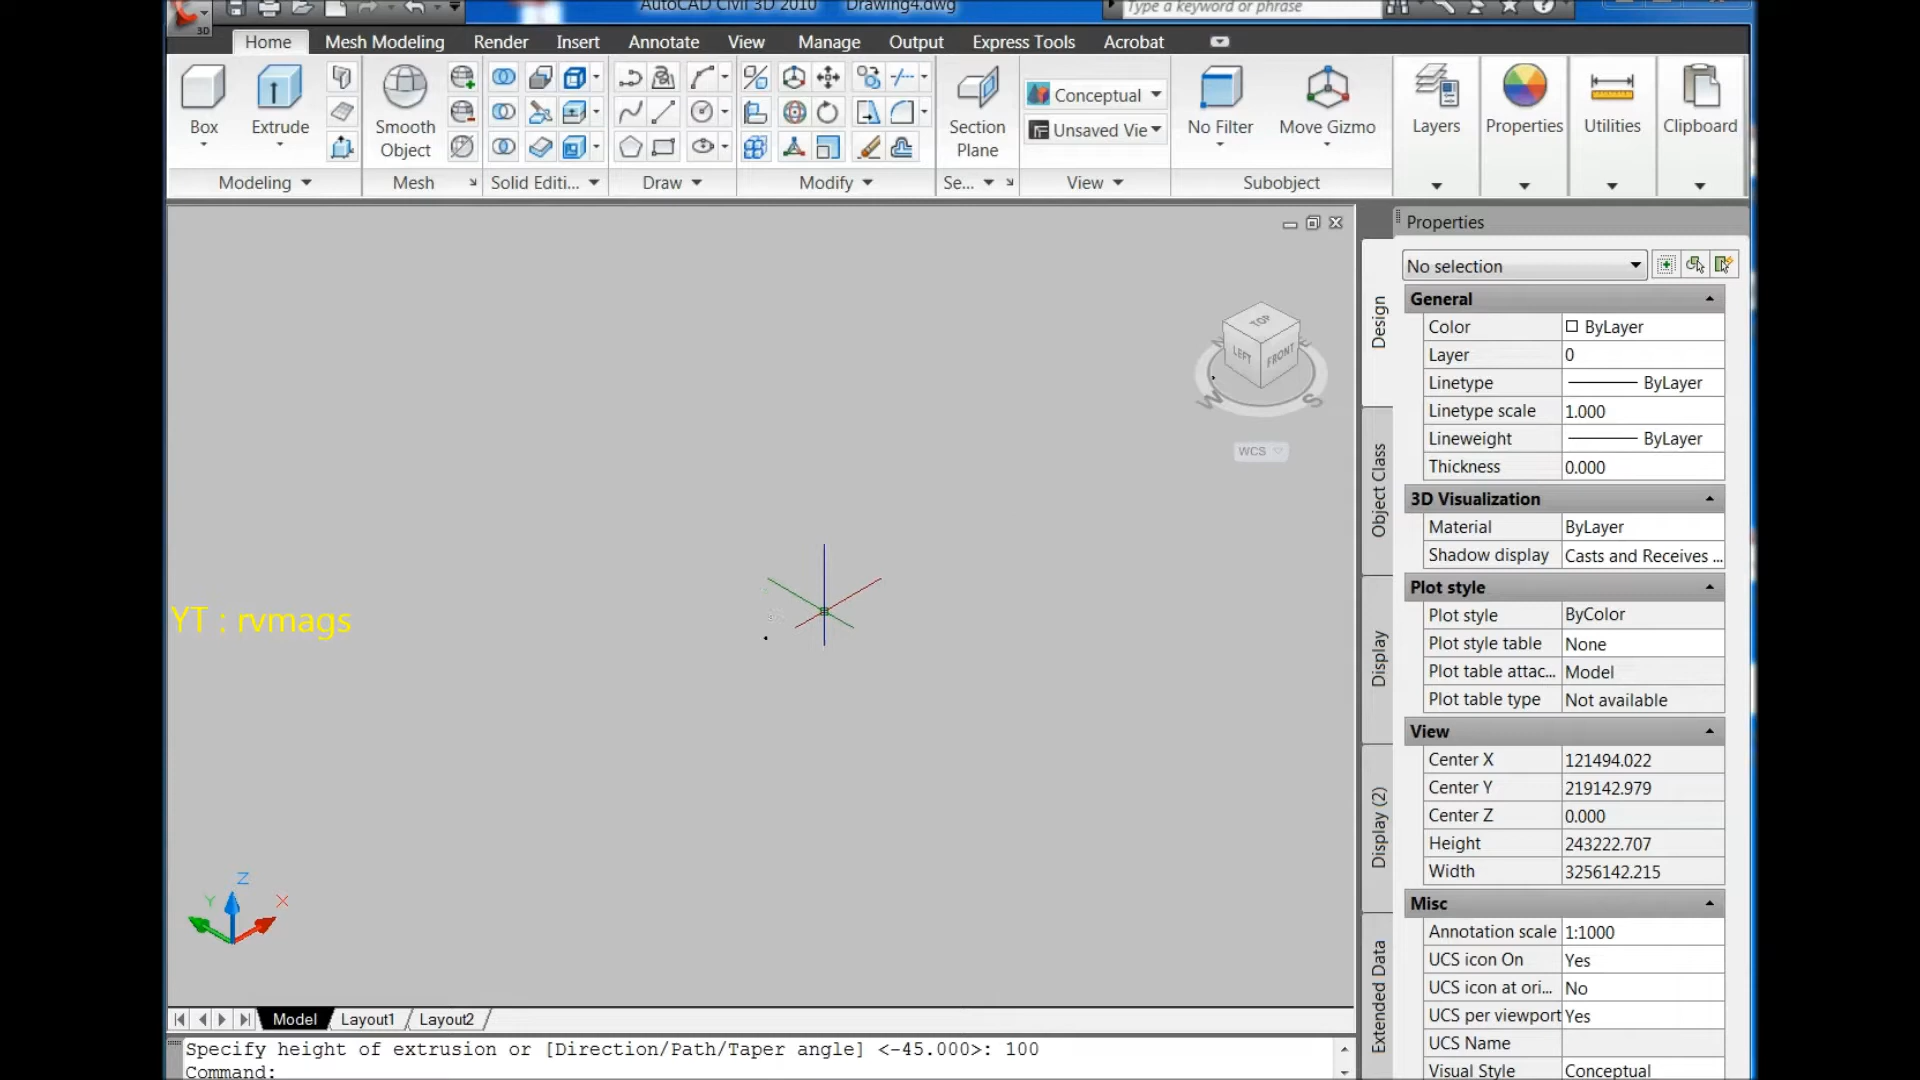 AutoCAD Civil 3D 2010 Drawing4.dwg
Type a keyword or phrase
3D
Home Mesh Modeling Render Insert Annotate View Manage Output Express Tools Acrobat
Box
Extrude
Smooth Object
Section Plane
Conceptual
Unsaved Vie
No Filter
Move Gizmo
Layers
Properties
Utilities
Clipboard
Modeling Mesh Solid Editi... Draw Modify Se... View Subobject
TOP
LEFT FRONT
W S
WCS
YT : rvmags
Z
Y X
Design
Object Class
Display
Display (2)
Extended Data
Properties
No selection
General
Color ByLayer
Layer 0
Linetype ByLayer
Linetype scale 1.000
Lineweight ByLayer
Thickness 0.000
3D Visualization
Material ByLayer
Shadow display Casts and Receives ...
Plot style
Plot style ByColor
Plot style table None
Plot table attac... Model
Plot table type Not available
View
Center X 121494.022
Center Y 219142.979
Center Z 0.000
Height 243222.707
Width 3256142.215
Misc
Annotation scale 1:1000
UCS icon On Yes
UCS icon at ori... No
UCS per viewport Yes
UCS Name
Visual Style Conceptual
Model Layout1 Layout2
Specify height of extrusion or [Direction/Path/Taper angle] <-45.000>: 100
Command: